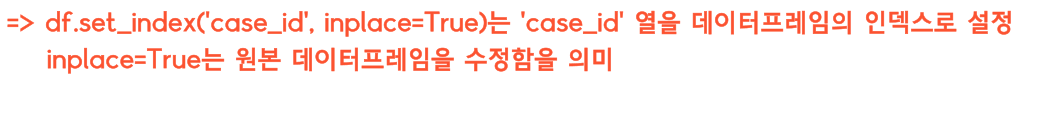 => df.set_index('case_id', inplace=True)는 'case_id' 열을 데이터프레임의 인덱스로 설정
inplace=True는 원본 데이터프레임을 수정함을 의미